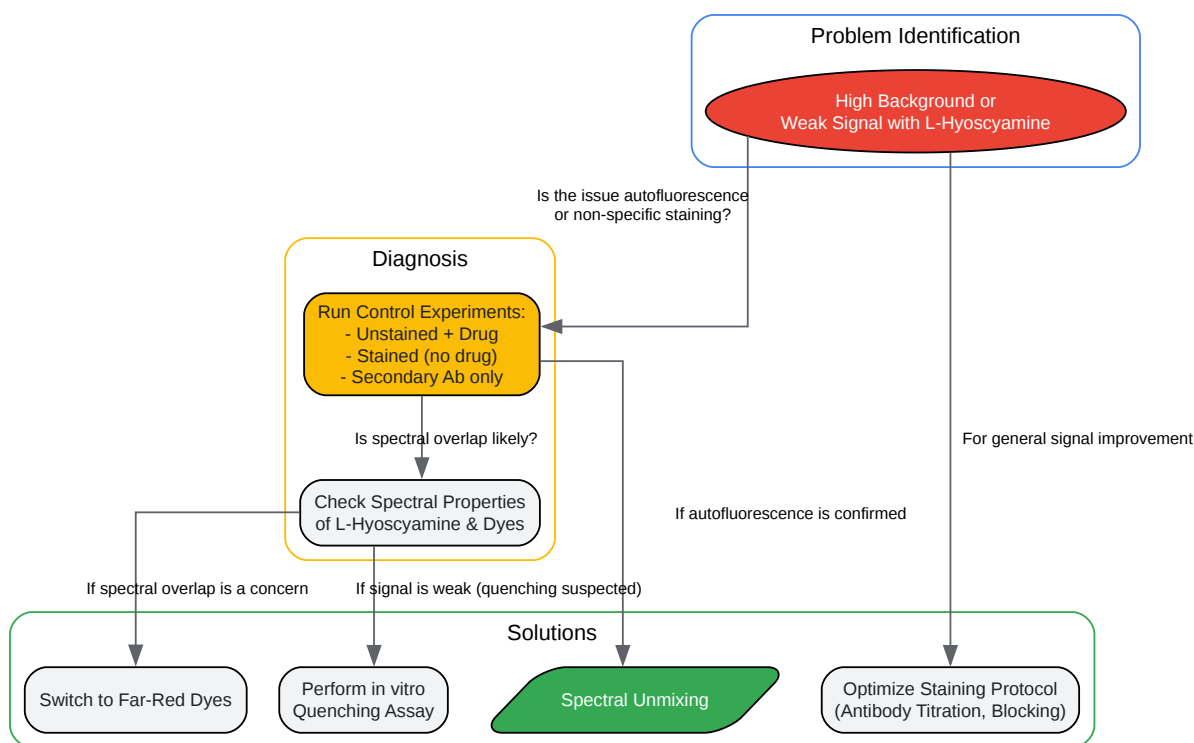 Problem Identification
High Background or
Weak Signal with L-Hyoscyamine
Is the issue autofluorescence
or non-specific staining?
Diagnosis
Run Control Experiments:
- Unstained + Drug
- Stained (no drug)
- Secondary Ab only
Is spectral overlap likely?
For general signal improvement
Check Spectral Properties
of L-Hyoscyamine & Dyes
If autofluorescence is confirmed
If spectral overlap is a concern
If signal is weak (quenching suspected)
Solutions
Switch to Far-Red Dyes
Perform in vitro
Quenching Assay
Spectral Unmixing
Optimize Staining Protocol
(Antibody Titration, Blocking)